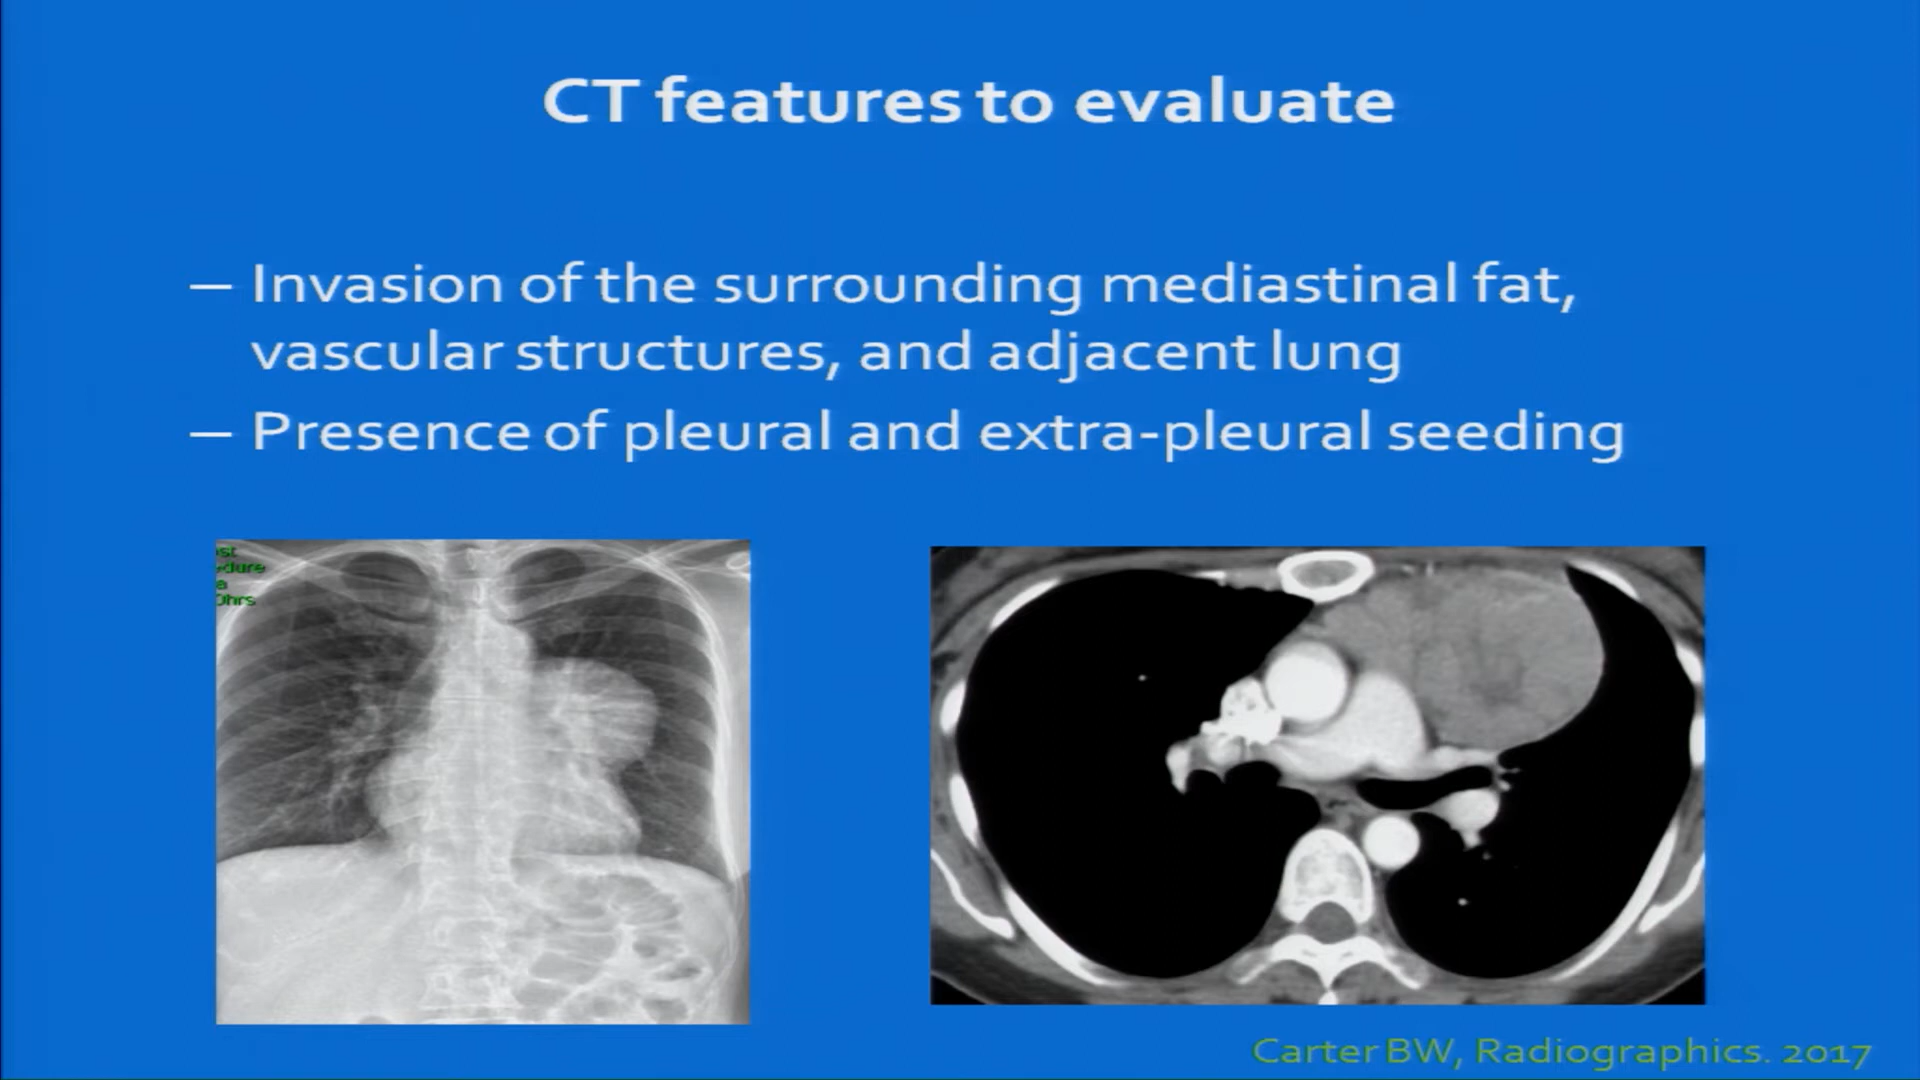 CT features to evaluate
– Invasion of the surrounding mediastinal fat,
vascular structures, and adjacent lung
– Presence of pleural and extra-pleural seeding
Carter BW, Radiographics. 2017